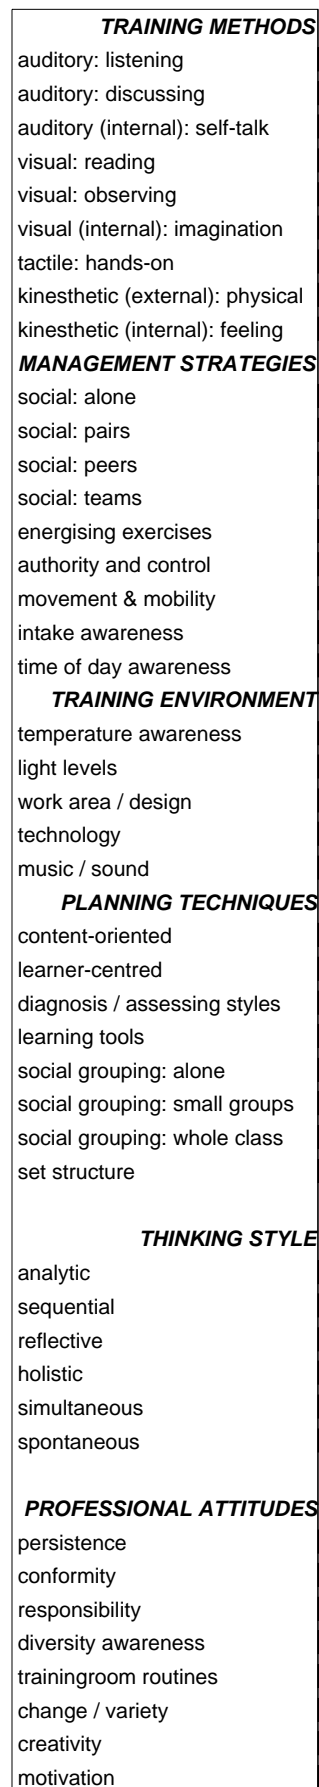 TRAINING METHODS
auditory: listening
auditory: discussing
auditory (internal): self-talk
visual: reading
visual: observing
visual (internal): imagination
tactile: hands-on
kinesthetic (external): physical
kinesthetic (internal): feeling
MANAGEMENT STRATEGIES
social: alone
social: pairs
social: peers
social: teams
energising exercises
authority and control
movement & mobility
intake awareness
time of day awareness
TRAINING ENVIRONMENT
temperature awareness
light levels
work area / design
technology
music / sound
PLANNING TECHNIQUES
content-oriented
learner-centred
diagnosis / assessing styles
learning tools
social grouping: alone
social grouping: small groups
social grouping: whole class
set structure
THINKING STYLE
analytic
sequential
reflective
holistic
simultaneous
spontaneous
PROFESSIONAL ATTITUDES
persistence
conformity
responsibility
diversity awareness
trainingroom routines
change / variety
creativity
motivation